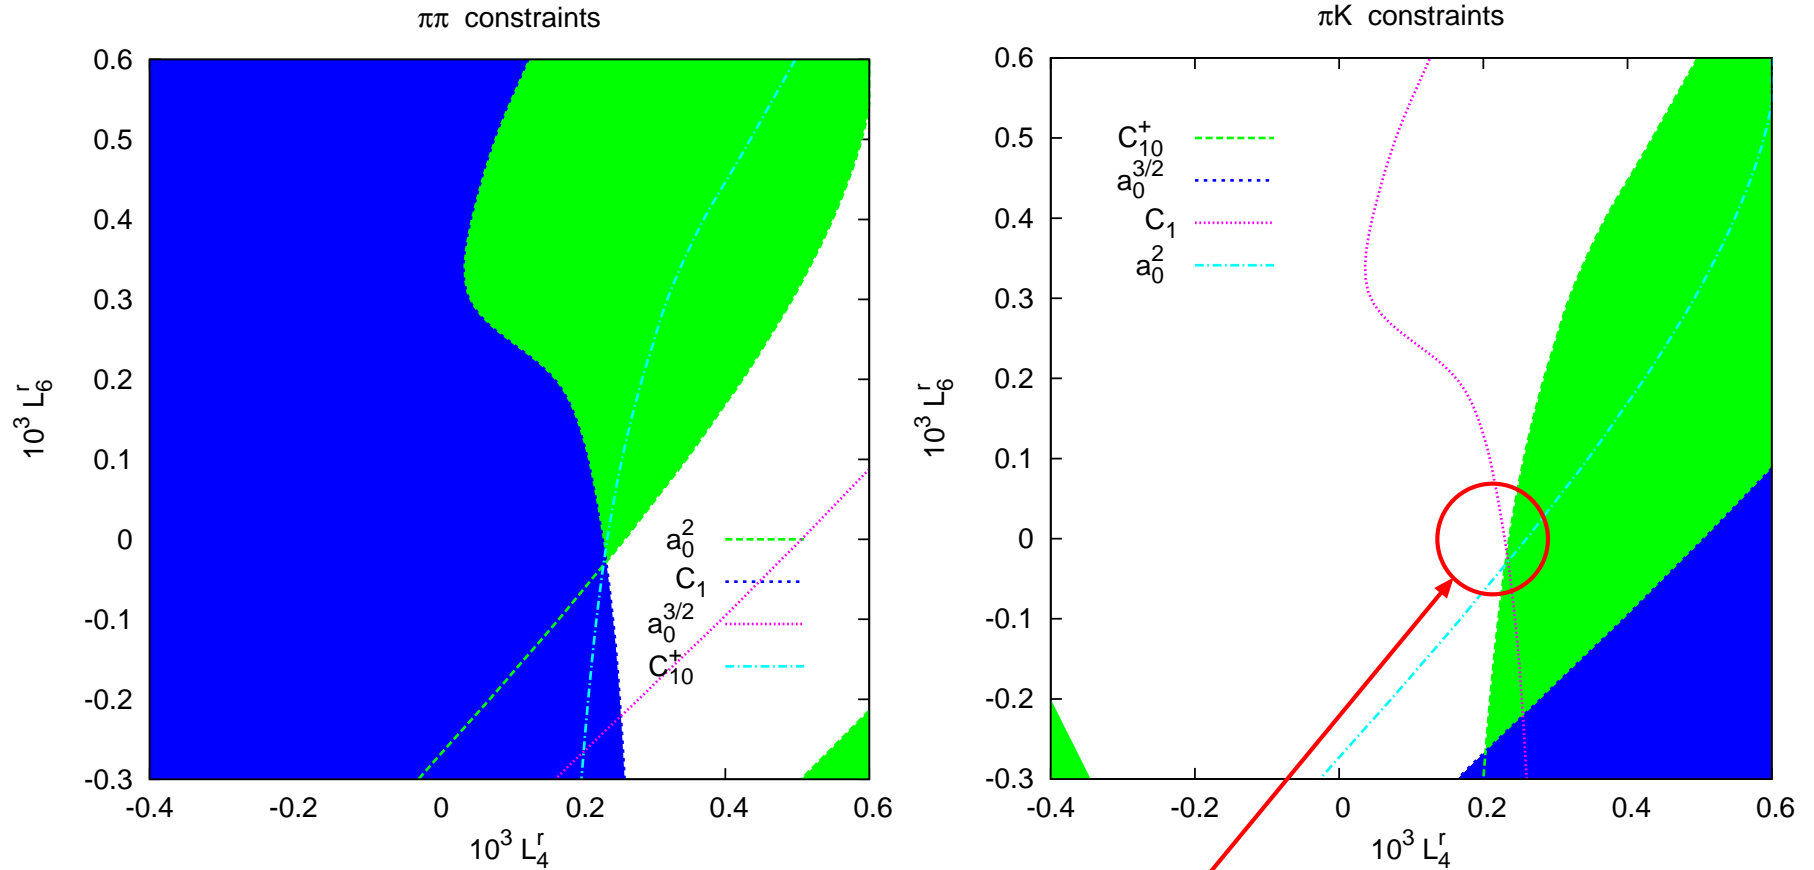 ππ constraints
0.6
0.5
0.4
0.3
0.2
0.1
0
-0.1
-0.2
-0.3
10³ L₆ʳ
a₀²
C₁
a₀^{3/2}
C₁₀⁺
-0.4 -0.2 0 0.2 0.4 0.6
10³ L₄ʳ
πK constraints
0.6
0.5
0.4
0.3
0.2
0.1
0
-0.1
-0.2
-0.3
10³ L₆ʳ
C₁₀⁺
a₀^{3/2}
C₁
a₀²
-0.4 -0.2 0 0.2 0.4 0.6
10³ L₄ʳ